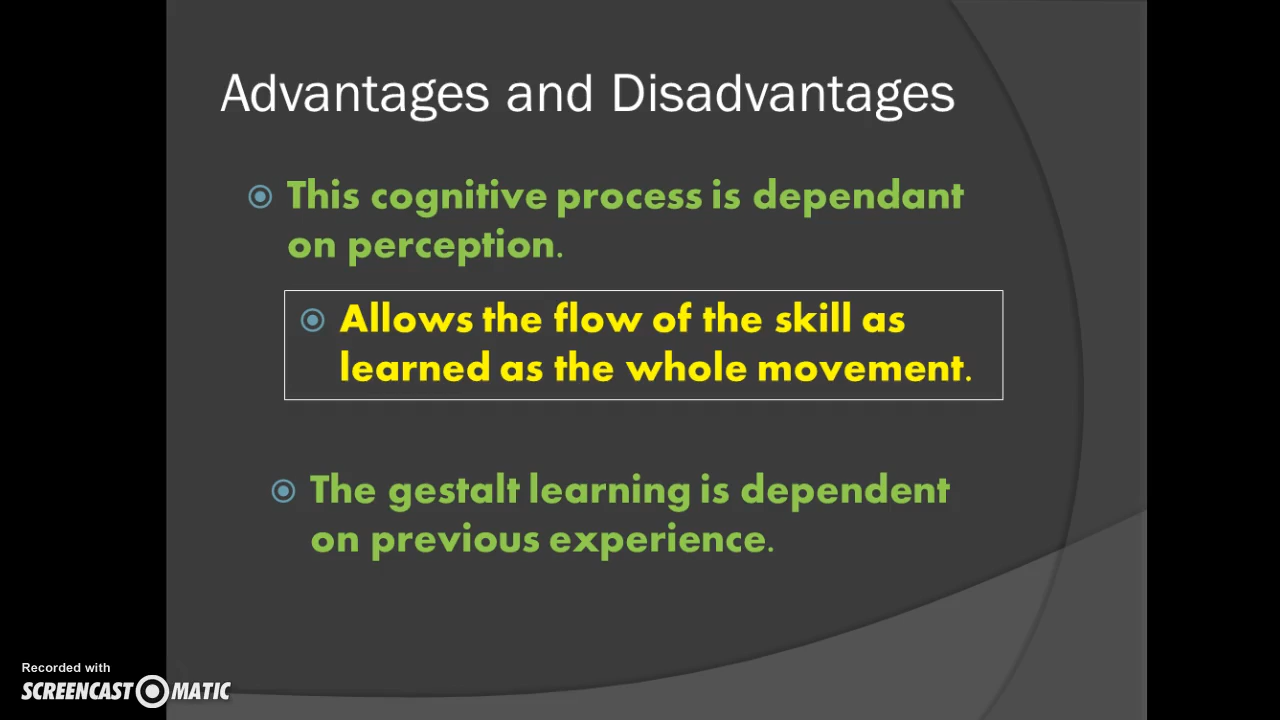 Advantages and Disadvantages
This cognitive process is dependant
on perception.
Allows the flow of the skill as
learned as the whole movement.
The gestalt learning is dependent
on previous experience.
Recorded with
SCREENCAST MATIC